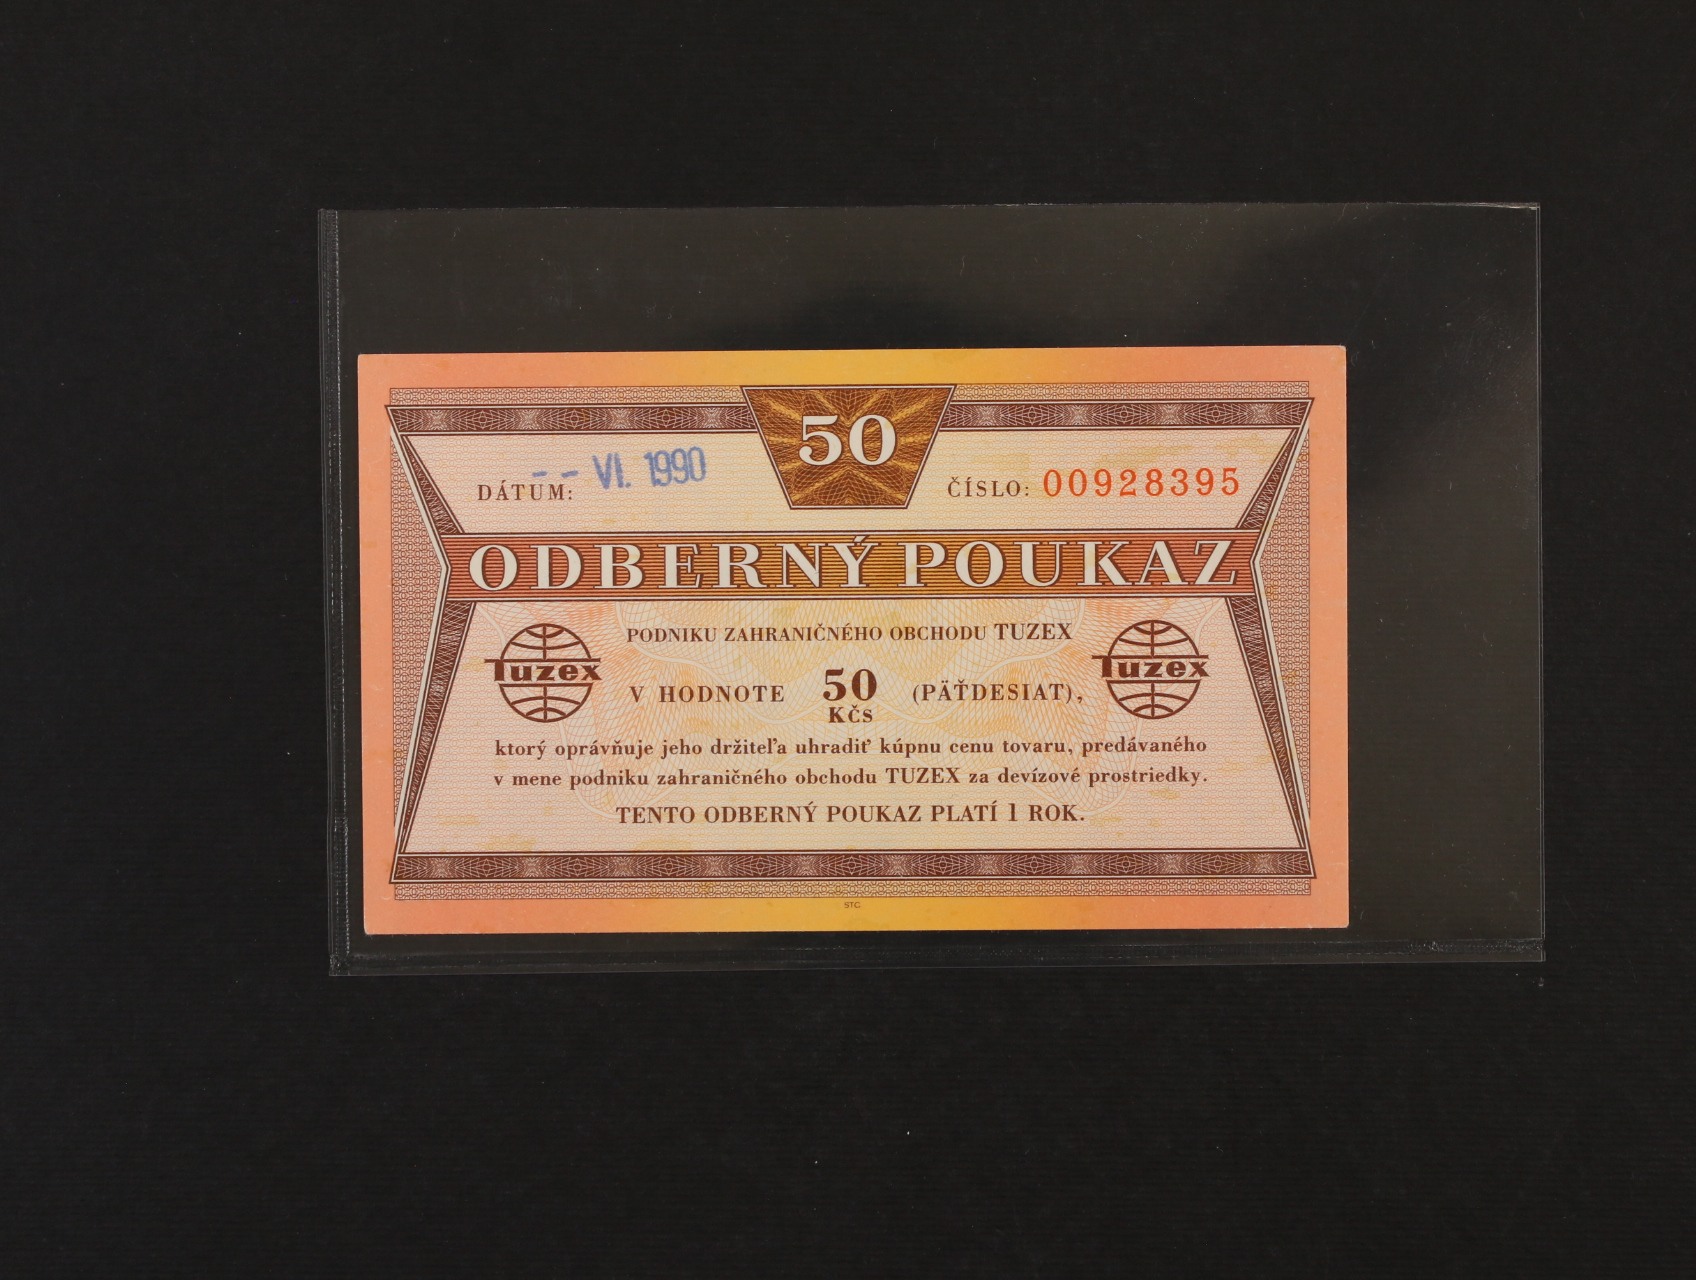 50
DÁTUM: - - VI. 1990
ČÍSLO: 00928395
ODBERNÝ POUKAZ
PODNIKU ZAHRANIČNÉHO OBCHODU TUZEX
Tuzex
V HODNOTE 50 Kčs (PÄŤDESIAT),
Tuzex
ktorý oprávňuje jeho držiteľa uhradiť kúpnu cenu tovaru, predávaného
v mene podniku zahraničného obchodu TUZEX za devízové prostriedky.
TENTO ODBERNÝ POUKAZ PLATÍ 1 ROK.
STC